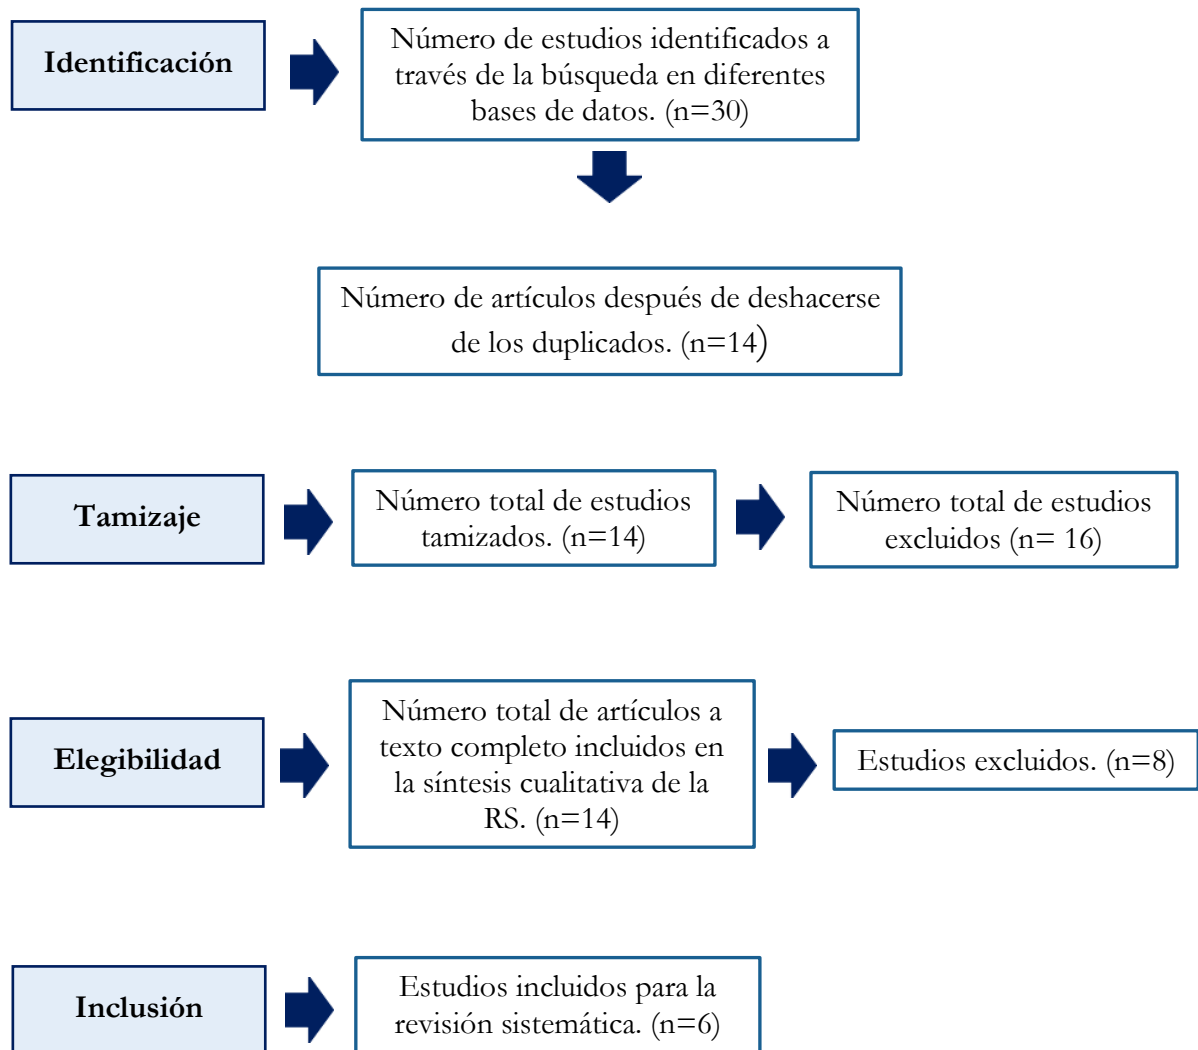 Identificación
Número de estudios identificados a
través de la búsqueda en diferentes
bases de datos. (n=30)
Número de artículos después de deshacerse
de los duplicados. (n=14)
Tamizaje
Número total de estudios
tamizados. (n=14)
Número total de estudios
excluidos (n= 16)
Elegibilidad
Número total de artículos a
texto completo incluidos en
la síntesis cualitativa de la
RS. (n=14)
Estudios excluidos. (n=8)
Inclusión
Estudios incluidos para la
revisión sistemática. (n=6)